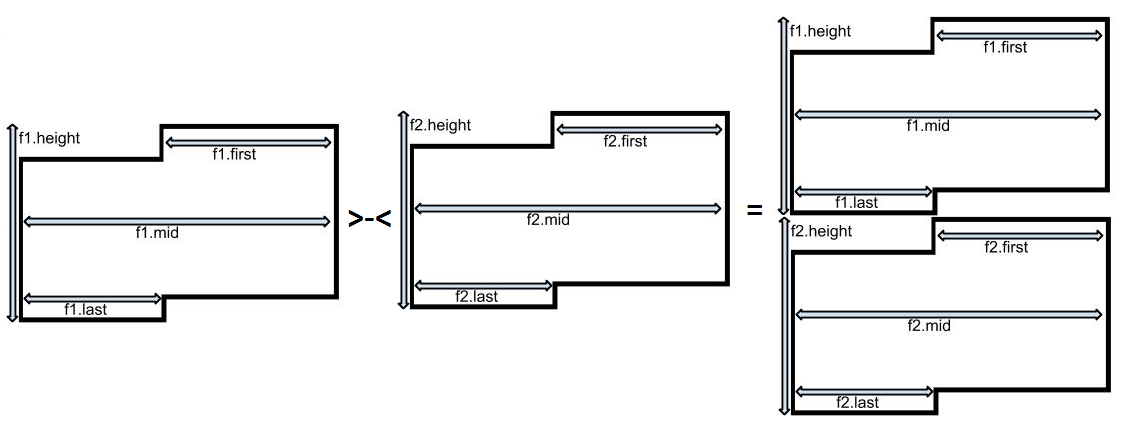 f1.height
f1.first
f1.mid
f1.last
>-<
f2.height
f2.first
f2.mid
f2.last
=
f1.height
f1.first
f1.mid
f1.last
f2.height
f2.first
f2.mid
f2.last